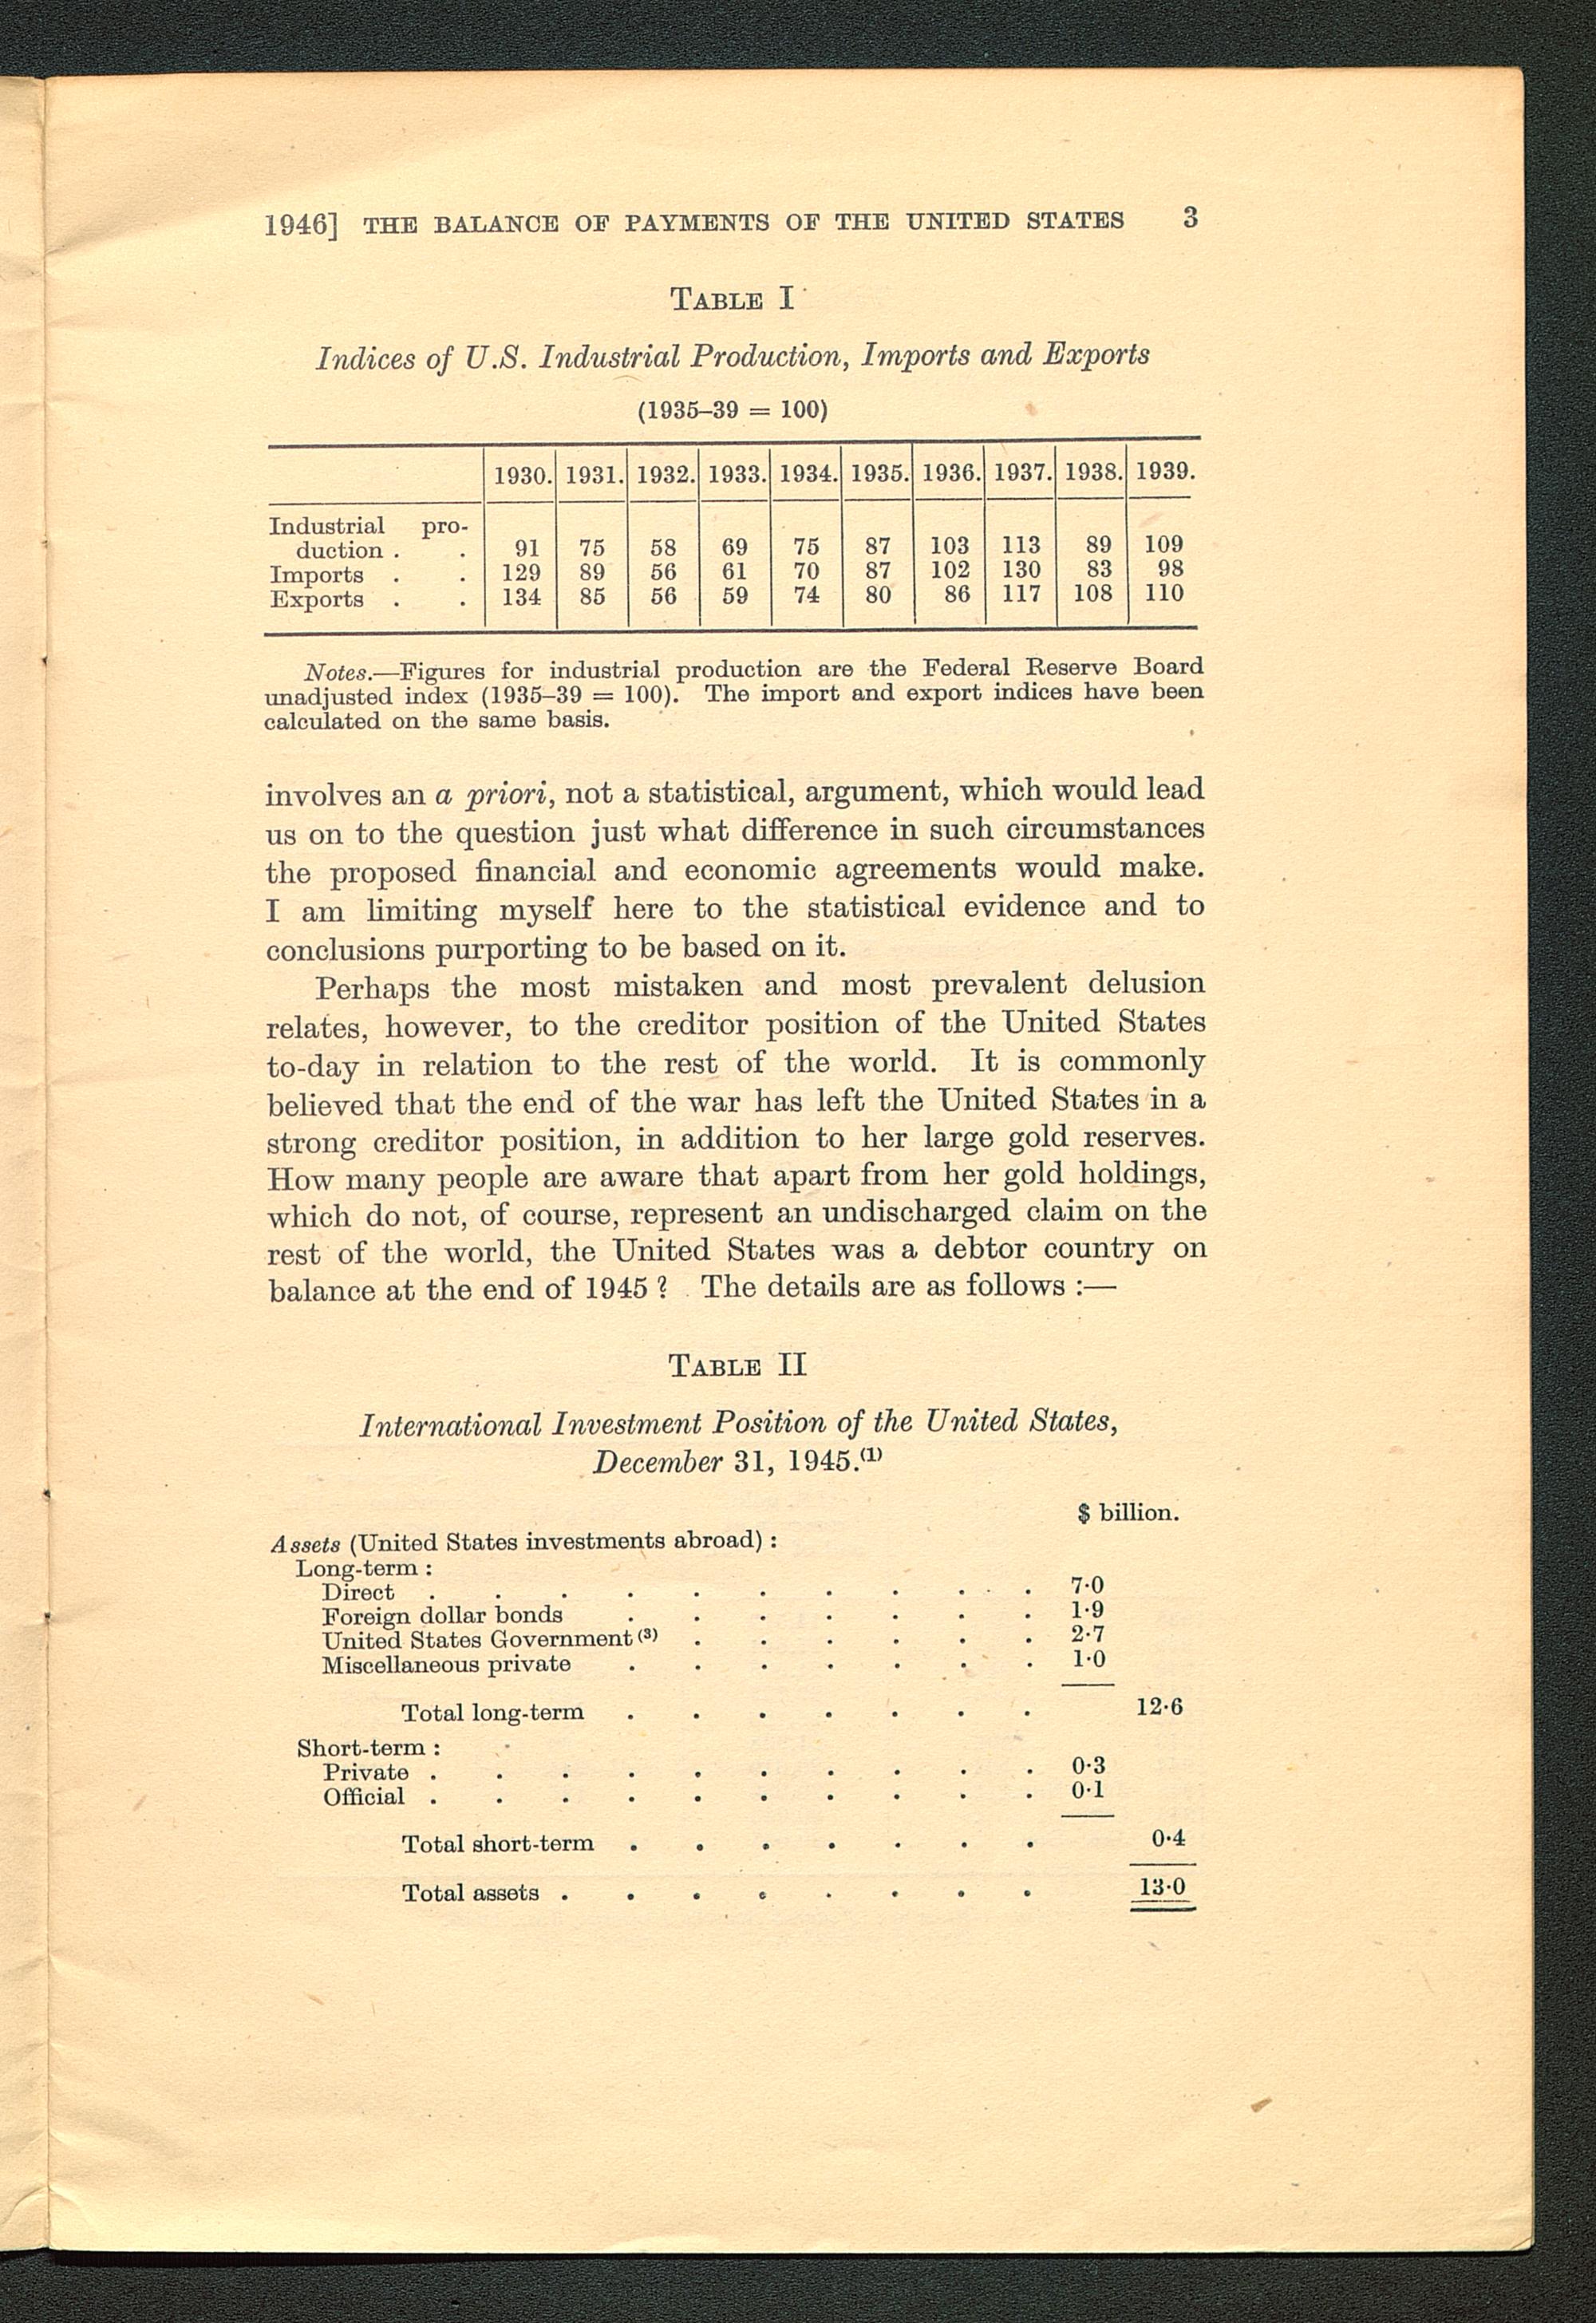 1946] THE BALANCE OF PAYMENTS OF THE UNITED STATES 3
TABLE I
Indices of U.S. Industrial Production, Imports and Exports
(1935–39 = 100)
1930. 1931. 1932. 1933. 1934. 1935. 1936. 1937. 1938. 1939.
Industrial pro-
duction . . 91 75 58 69 75 87 103 113 89 109
Imports . . 129 89 56 61 70 87 102 130 83 98
Exports . . 134 85 56 59 74 80 86 117 108 110
Notes.—Figures for industrial production are the Federal Reserve Board
unadjusted index (1935–39 = 100). The import and export indices have been
calculated on the same basis.
involves an a priori, not a statistical, argument, which would lead
us on to the question just what difference in such circumstances
the proposed financial and economic agreements would make.
I am limiting myself here to the statistical evidence and to
conclusions purporting to be based on it.
Perhaps the most mistaken and most prevalent delusion
relates, however, to the creditor position of the United States
to-day in relation to the rest of the world. It is commonly
believed that the end of the war has left the United States in a
strong creditor position, in addition to her large gold reserves.
How many people are aware that apart from her gold holdings,
which do not, of course, represent an undischarged claim on the
rest of the world, the United States was a debtor country on
balance at the end of 1945 ? The details are as follows :—
TABLE II
International Investment Position of the United States,
December 31, 1945.(1)
$ billion.
Assets (United States investments abroad) :
Long-term :
Direct . . . . . . . . . . 7·0
Foreign dollar bonds . . . . . . . 1·9
United States Government (3) . . . . . . 2·7
Miscellaneous private . . . . . . . 1·0
Total long-term . . . . . . . 12·6
Short-term :
Private . . . . . . . . . . 0·3
Official . . . . . . . . . . 0·1
Total short-term . . . . . . . 0·4
Total assets . . . . . . . . 13·0